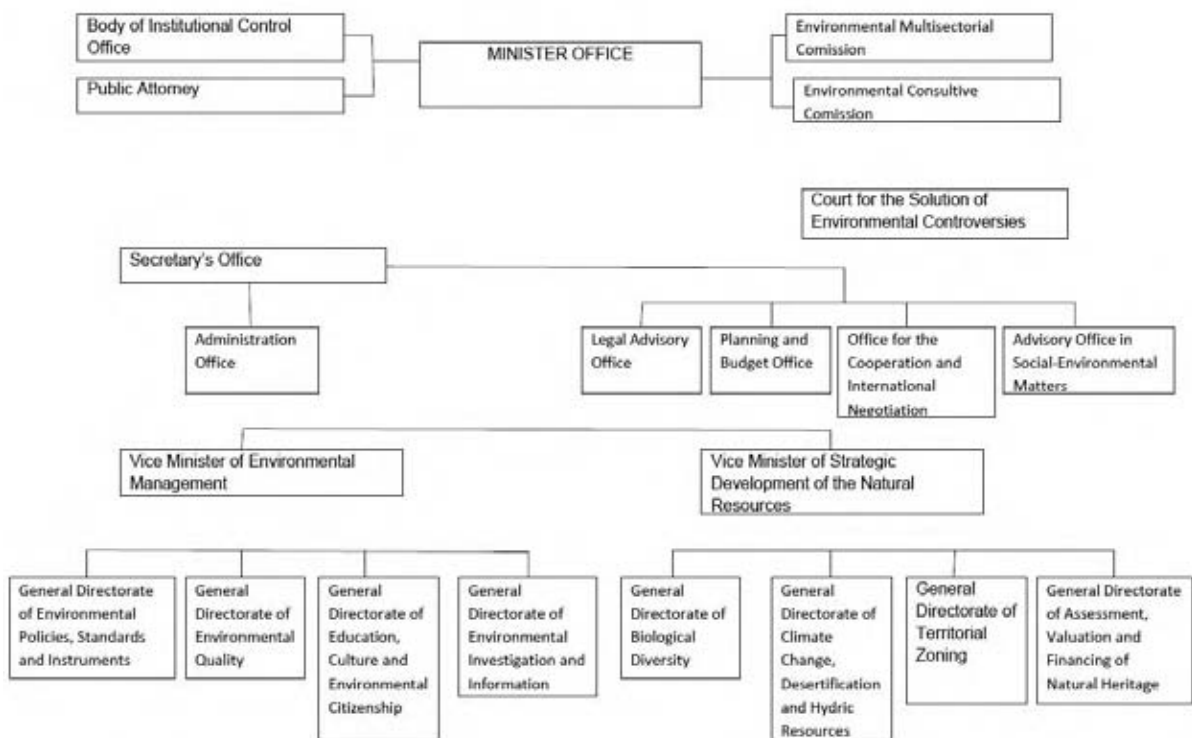 Body of Institutional Control
Office
Public Attorney
MINISTER OFFICE
Environmental Multisectorial
Comission
Environmental Consultive
Comission
Court for the Solution of
Environmental Controversies
Secretary's Office
Administration
Office
Legal Advisory
Office
Planning and
Budget Office
Office for the
Cooperation and
International
Negotiation
Advisory Office in
Social-Environmental
Matters
Vice Minister of Environmental
Management
Vice Minister of Strategic
Development of the Natural
Resources
General Directorate
of Environmental
Policies, Standards
and Instruments
General
Directorate of
Environmental
Quality
General
Directorate of
Education,
Culture and
Environmental
Citizenship
General
Directorate of
Environmental
Investigation and
Information
General
Directorate of
Biological
Diversity
General
Directorate of
Climate
Change,
Desertification
and Hydric
Resources
General
Directorate of
Territorial
Zoning
General Directorate
of Assessment,
Valuation and
Financing of
Natural Heritage